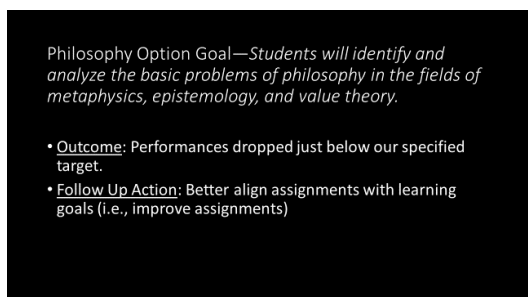 Philosophy Option Goal—Students will identify and
analyze the basic problems of philosophy in the fields of
metaphysics, epistemology, and value theory.
• Outcome: Performances dropped just below our specified
target.
• Follow Up Action: Better align assignments with learning
goals (i.e., improve assignments)